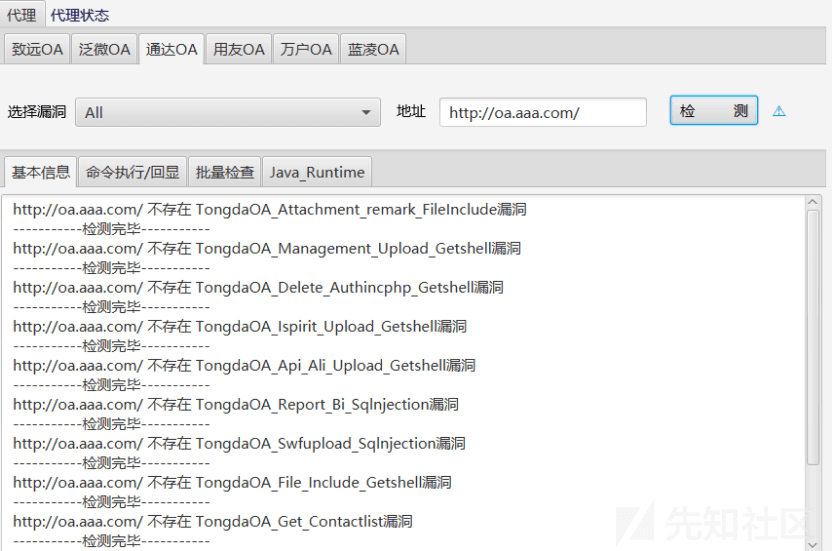 代理 代理状态
致远OA 泛微OA 通达OA 用友OA 万户OA 蓝凌OA
选择漏洞 All 地址 http://oa.aaa.com/ 检 测
基本信息 命令执行/回显 批量检查 Java_Runtime
http://oa.aaa.com/ 不存在 TongdaOA_Attachment_remark_FileInclude漏洞
-----------检测完毕-----------
http://oa.aaa.com/ 不存在 TongdaOA_Management_Upload_Getshell漏洞
-----------检测完毕-----------
http://oa.aaa.com/ 不存在 TongdaOA_Delete_Authincphp_Getshell漏洞
-----------检测完毕-----------
http://oa.aaa.com/ 不存在 TongdaOA_Ispirit_Upload_Getshell漏洞
-----------检测完毕-----------
http://oa.aaa.com/ 不存在 TongdaOA_Api_Ali_Upload_Getshell漏洞
-----------检测完毕-----------
http://oa.aaa.com/ 不存在 TongdaOA_Report_Bi_SqInjection漏洞
-----------检测完毕-----------
http://oa.aaa.com/ 不存在 TongdaOA_Swfupload_SqInjection漏洞
-----------检测完毕-----------
http://oa.aaa.com/ 不存在 TongdaOA_File_Include_Getshell漏洞
-----------检测完毕-----------
http://oa.aaa.com/ 不存在 TongdaOA_Get_Contactlist漏洞
-----------检测完毕-----------
先知社区